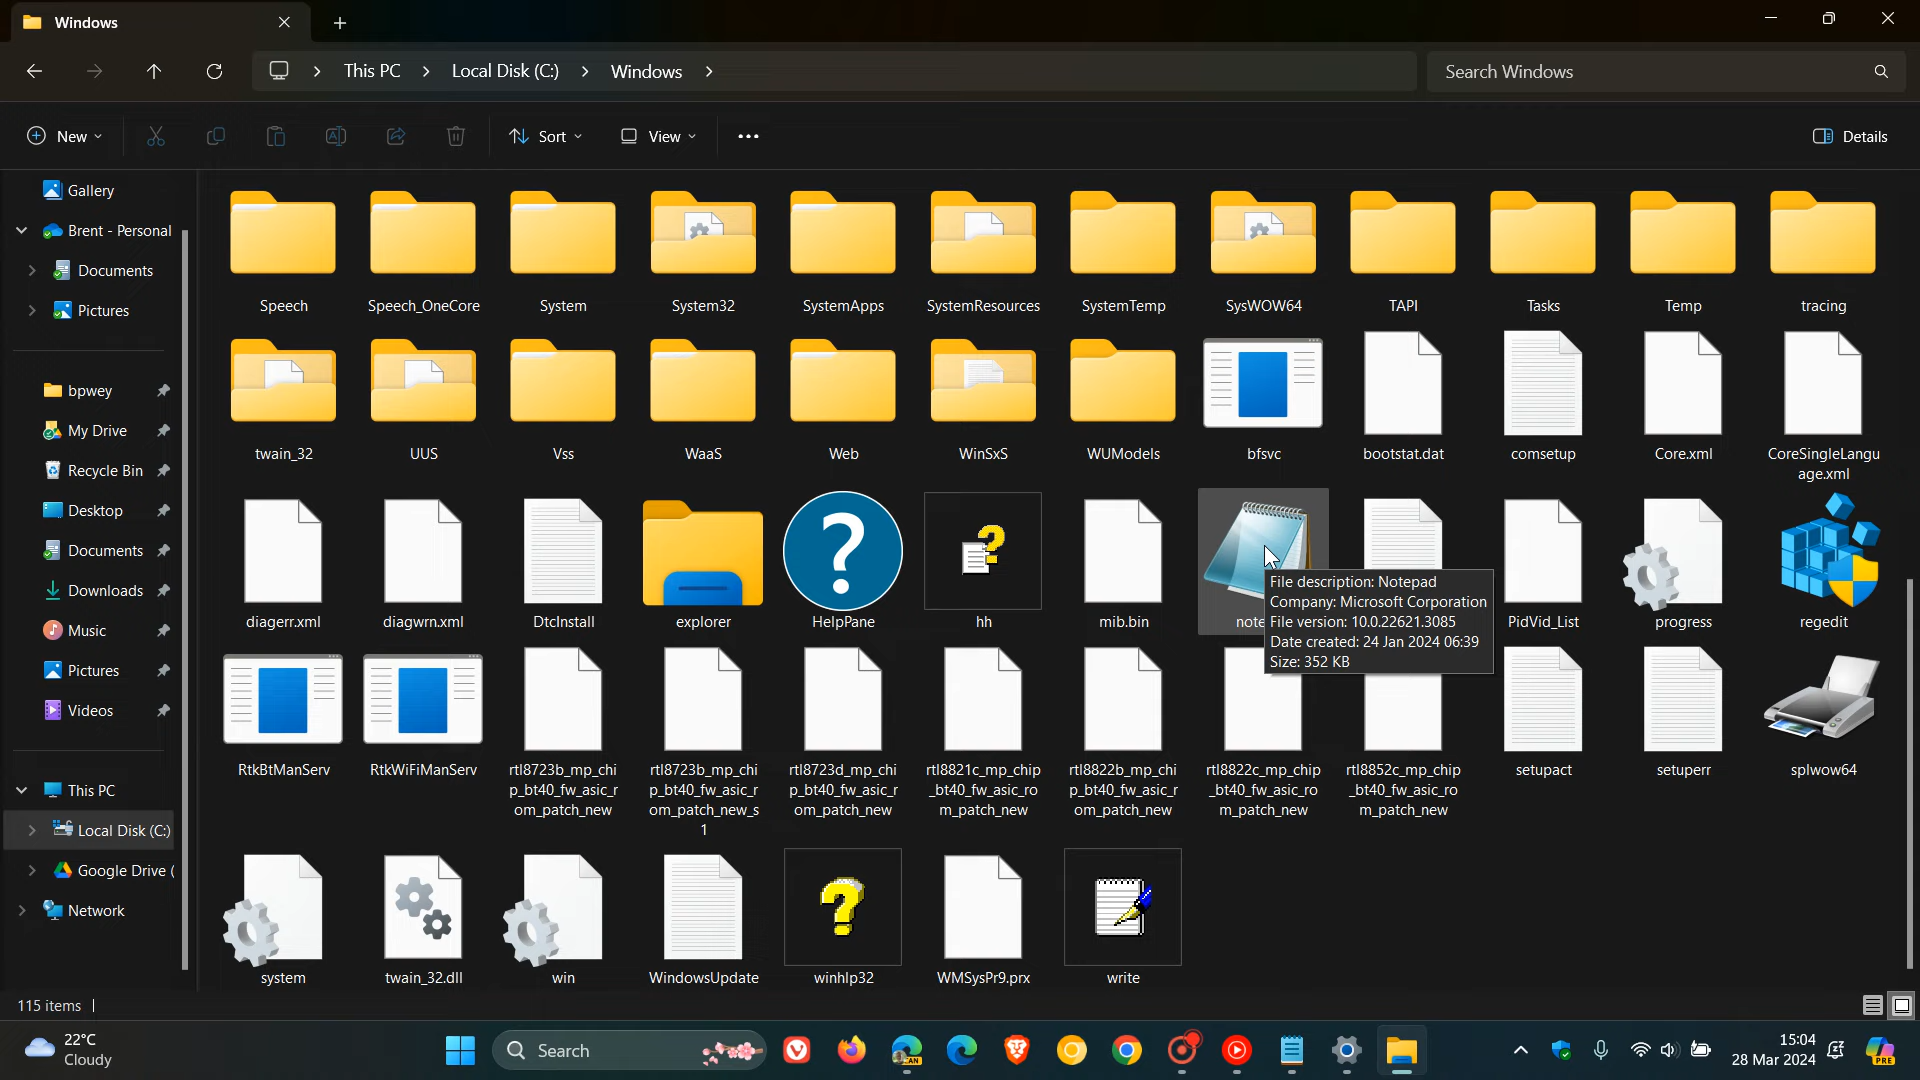 Windows
This PC
Local Disk (C:)
Windows
Search Windows
New
Sort
View
Details
Gallery
Brent - Personal
Documents
Pictures
bpwey
My Drive
Recycle Bin
Desktop
Documents
Downloads
Music
Pictures
Videos
This PC
Local Disk (C:)
Google Drive (
Network
Speech
Speech_OneCore
System
System32
SystemApps
SystemResources
SystemTemp
SysWOW64
TAPI
Tasks
Temp
tracing
twain_32
UUS
Vss
WaaS
Web
WinSxS
WUModels
bfsvc
bootstat.dat
comsetup
Core.xml
CoreSingleLangu
age.xml
diagerr.xml
diagwrn.xml
DtcInstall
explorer
HelpPane
hh
mib.bin
note
File description: Notepad
Company: Microsoft Corporation
File version: 10.0.22621.3085
Date created: 24 Jan 2024 06:39
Size: 352 KB
PidVid_List
progress
regedit
RtkBtManServ
RtkWiFiManServ
rtl8723b_mp_chi
p_bt40_fw_asic_r
om_patch_new
rtl8723b_mp_chi
p_bt40_fw_asic_r
om_patch_new_s
1
rtl8723d_mp_chi
p_bt40_fw_asic_r
om_patch_new
rtl8821c_mp_chip
_bt40_fw_asic_ro
m_patch_new
rtl8822b_mp_chi
p_bt40_fw_asic_r
om_patch_new
rtl8822c_mp_chip
_bt40_fw_asic_ro
m_patch_new
rtl8852c_mp_chip
_bt40_fw_asic_ro
m_patch_new
setupact
setuperr
splwow64
system
twain_32.dll
win
WindowsUpdate
winhlp32
WMSysPr9.prx
write
115 items
22°C
Cloudy
Search
CAN
15:04
28 Mar 2024
PRE